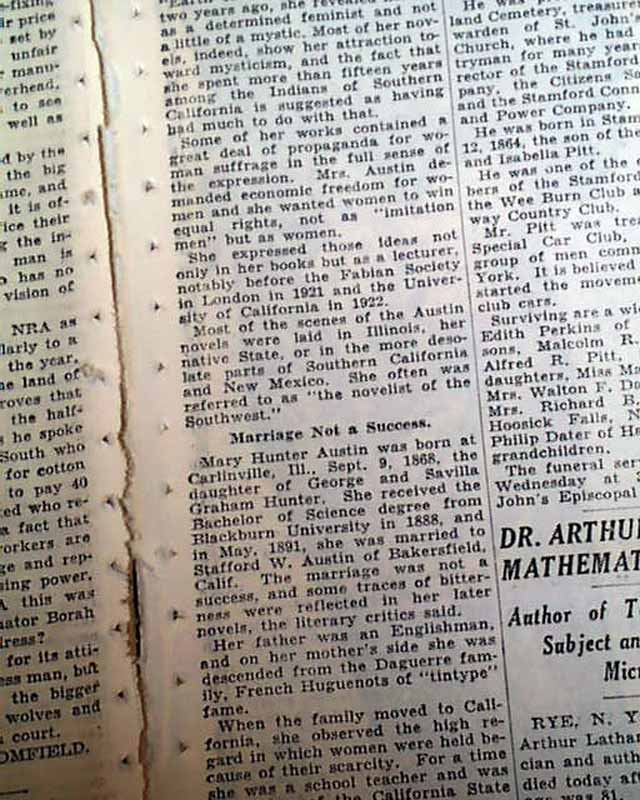 -fixing
ir price
set by
unfair
manu-
verhead,
to see
well as
d by the
the big
me, and
it is of-
ice their
g the in-
man is
o has no
vision of
NRA as
larly to a
the year,
he land of
roves that
the half-
s he spoke
South who
for cotton
to pay 40
ed who re-
a fact that
workers are
ge and rep-
sing power.
A this was
nator Borah
dress?
for its atti-
ess man, but
the bigger
wolves and
court.
OMFIELD.
two years ago, she revealed
as a determined feminist and not
a little of a mystic. Most of her nov-
els, indeed, show her attraction to-
ward mysticism, and the fact that
she spent more than fifteen years
among the Indians of Southern
California is suggested as having
had much to do with that.
Some of her works contained a
great deal of propaganda for wo-
man suffrage in the full sense of
the expression. Mrs. Austin de-
manded economic freedom for wo-
men and she wanted women to win
equal rights, not as "imitation
men" but as women.
She expressed those ideas not
only in her books but as a lecturer,
notably before the Fabian Society
in London in 1921 and the Univer-
sity of California in 1922.
Most of the scenes of the Austin
novels were laid in Illinois, her
native State, or in the more deso-
late parts of Southern California
and New Mexico. She often was
referred to as "the novelist of the
Southwest."
Marriage Not a Success.
Mary Hunter Austin was born at
Carlinville, Ill., Sept. 9, 1868, the
daughter of George and Savilla
Graham Hunter. She received the
Bachelor of Science degree from
Blackburn University in 1888, and
in May, 1891, she was married to
Stafford W. Austin of Bakersfield,
Calif. The marriage was not a
success, and some traces of bitter-
ness were reflected in her later
novels, the literary critics said.
Her father was an Englishman,
and on her mother's side she was
descended from the Daguerre fam-
ily, French Huguenots of "tintype"
fame.
When the family moved to Cali-
fornia, she observed the high re-
gard in which women were held be-
cause of their scarcity. For a time
she was a school teacher and was
the California State
He was p
land Cemetery, treasurer
warden of St. John's
Church, where he had
tryman for many year
rector of the Stamford
pany, the Citizens S
and the Stamford Conn
and Power Company.
He was born in Stam
12, 1864, the son of the
and Isabella Pitt.
He was one of the
bers of the Stamford
the Wee Burn Club a
way Country Club.
Mr. Pitt was trea
Special Car Club,
group of men comm
York. It is believed
started the movem
club cars.
Surviving are a wi
Edith Perkins of
sons, Malcolm R.
Alfred R. Pitt,
daughters, Miss Ma
Mrs. Walton F. D
Mrs. Richard B.
Hoosick Falls, N
Philip Dater of Ha
grandchildren.
The funeral ser
Wednesday at 2
John's Episcopal
DR. ARTHUR
MATHEMAT
Author of T
Subject an
Mic
RYE, N. Y
Arthur Latha
cian and auth
died today af
was 81.